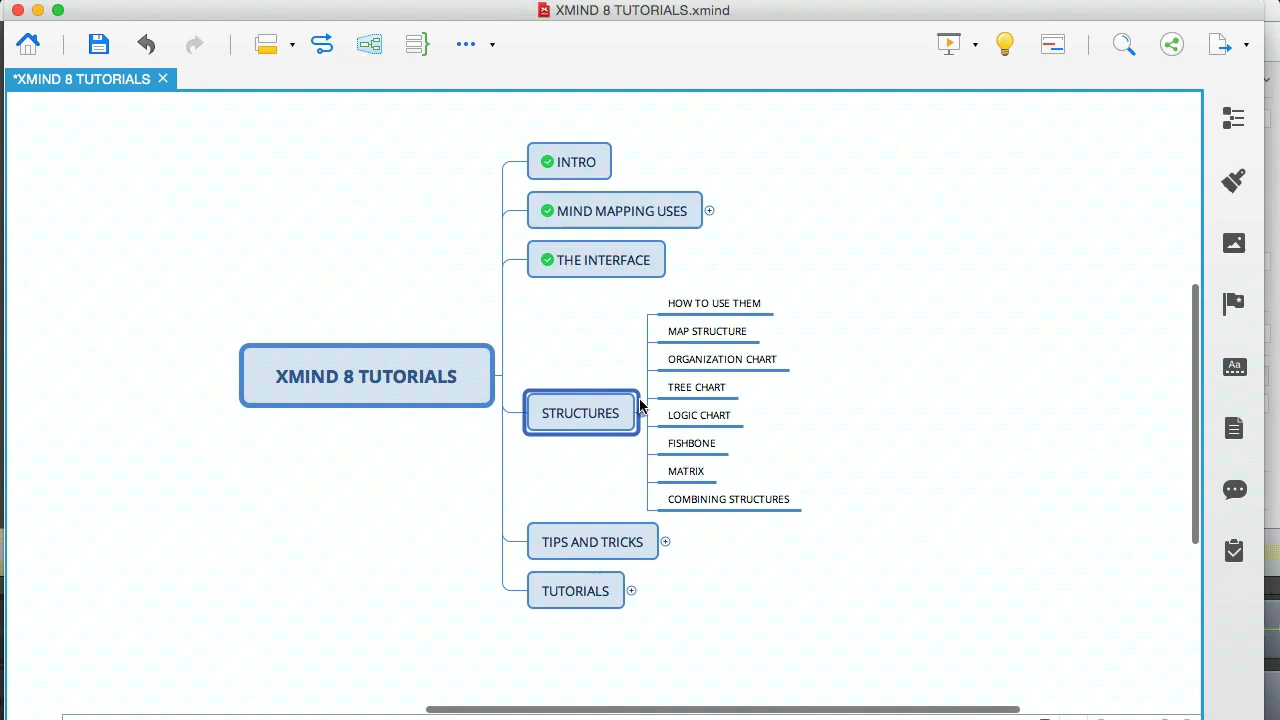 XMIND 8 TUTORIALS.xmind
*XMIND 8 TUTORIALS
INTRO
MIND MAPPING USES
THE INTERFACE
XMIND 8 TUTORIALS
STRUCTURES
HOW TO USE THEM
MAP STRUCTURE
ORGANIZATION CHART
TREE CHART
LOGIC CHART
FISHBONE
MATRIX
COMBINING STRUCTURES
TIPS AND TRICKS
TUTORIALS
Aa